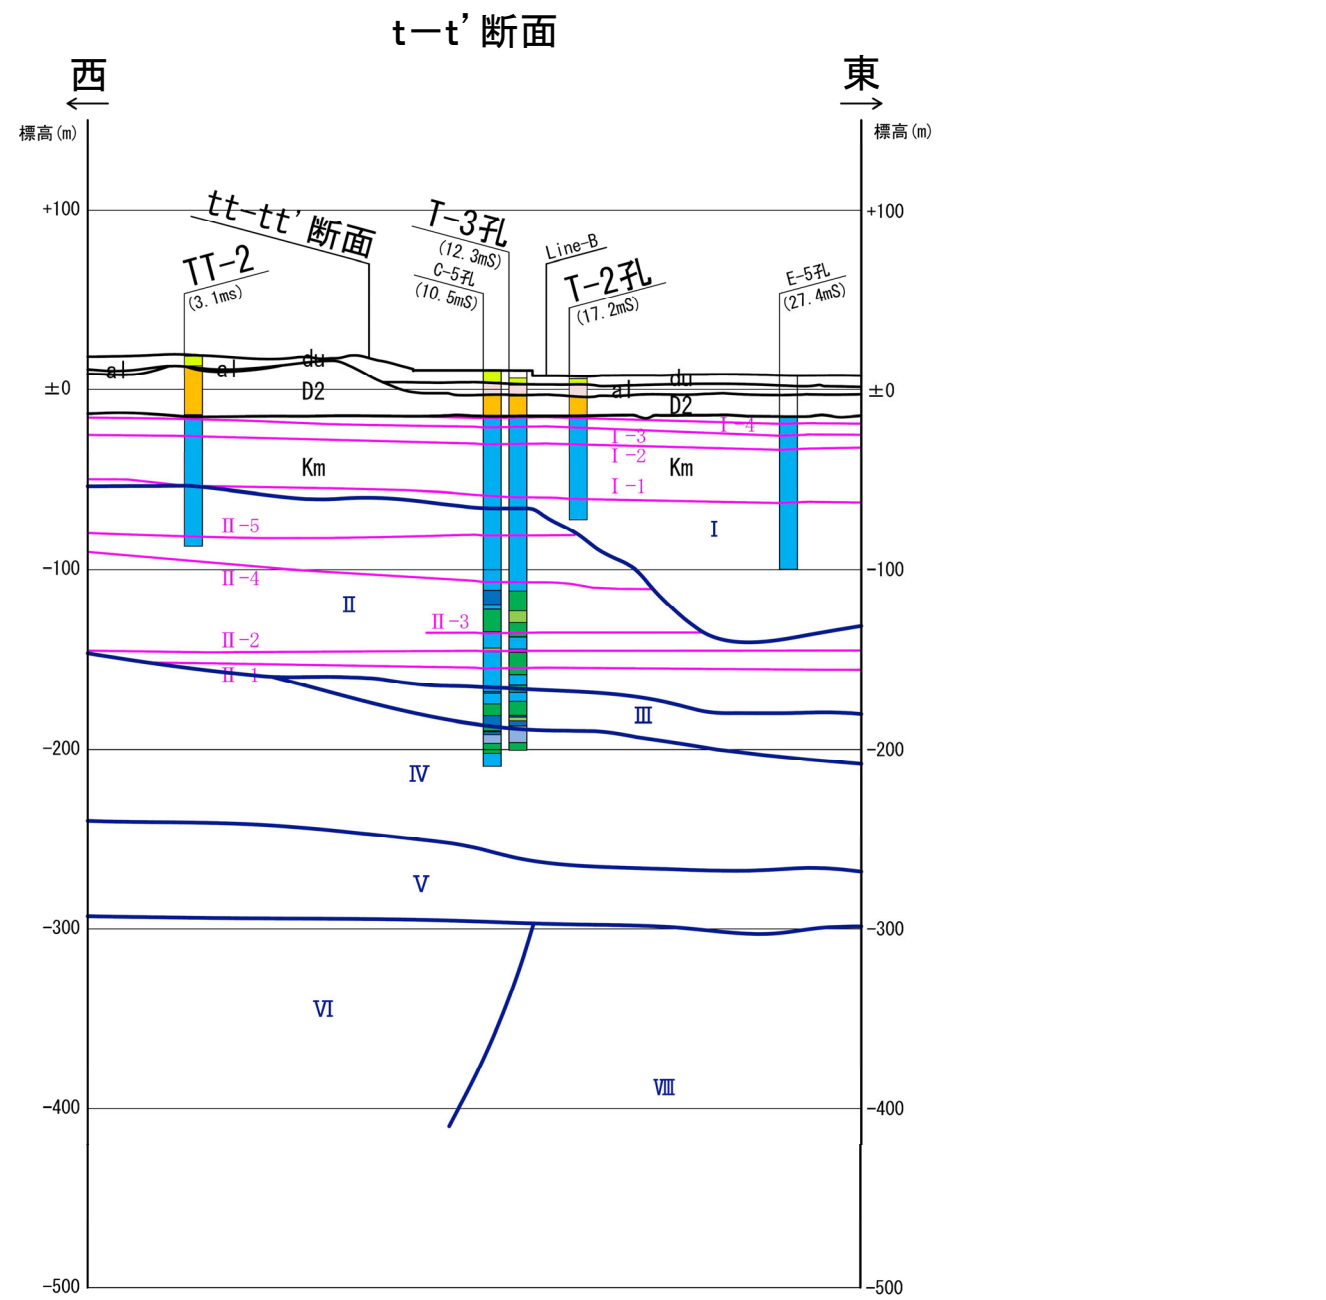 t－t’断面
西
東
←
→
標高(m)
標高(m)
+100
+100
tt-tt’断面
T-3孔
(12.3mS)
C-5孔
(10.5mS)
Line-B
TT-2
(3.1ms)
T-2孔
(17.2mS)
E-5孔
(27.4mS)
du
al
al
du
±0
±0
D2
al
D2
Ⅰ-4
Ⅰ-3
Ⅰ-2
Km
Km
Ⅰ-1
Ⅱ-5
Ⅰ
-100
-100
Ⅱ-4
Ⅱ
Ⅱ-3
Ⅱ-2
Ⅱ-1
Ⅲ
-200
-200
Ⅳ
Ⅴ
-300
-300
Ⅵ
Ⅷ
-400
-400
-500
-500